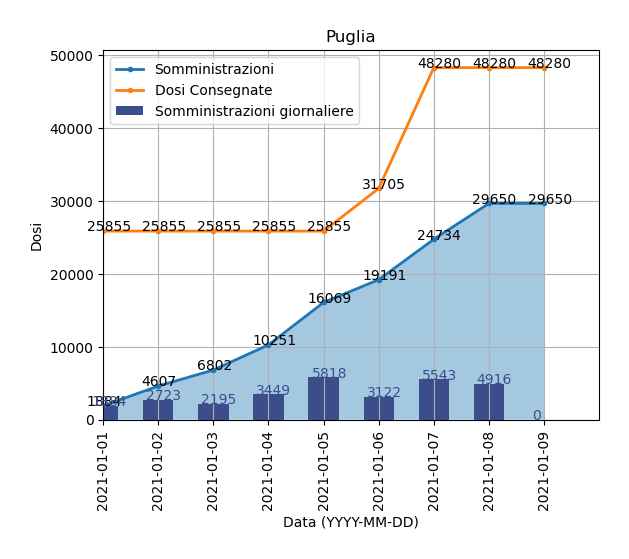 Puglia
Somministrazioni
Dosi Consegnate
Somministrazioni giornaliere
Dosi
50000
40000
30000
20000
10000
0
48280 48280 48280
31705
25855 25855 25855 25855 25855
29650 29650
24734
19191
16069
10251
6802
4607
1884
2723 2195 3449 5818 3122 5543 4916 0
2021-01-01 2021-01-02 2021-01-03 2021-01-04 2021-01-05 2021-01-06 2021-01-07 2021-01-08 2021-01-09
Data (YYYY-MM-DD)